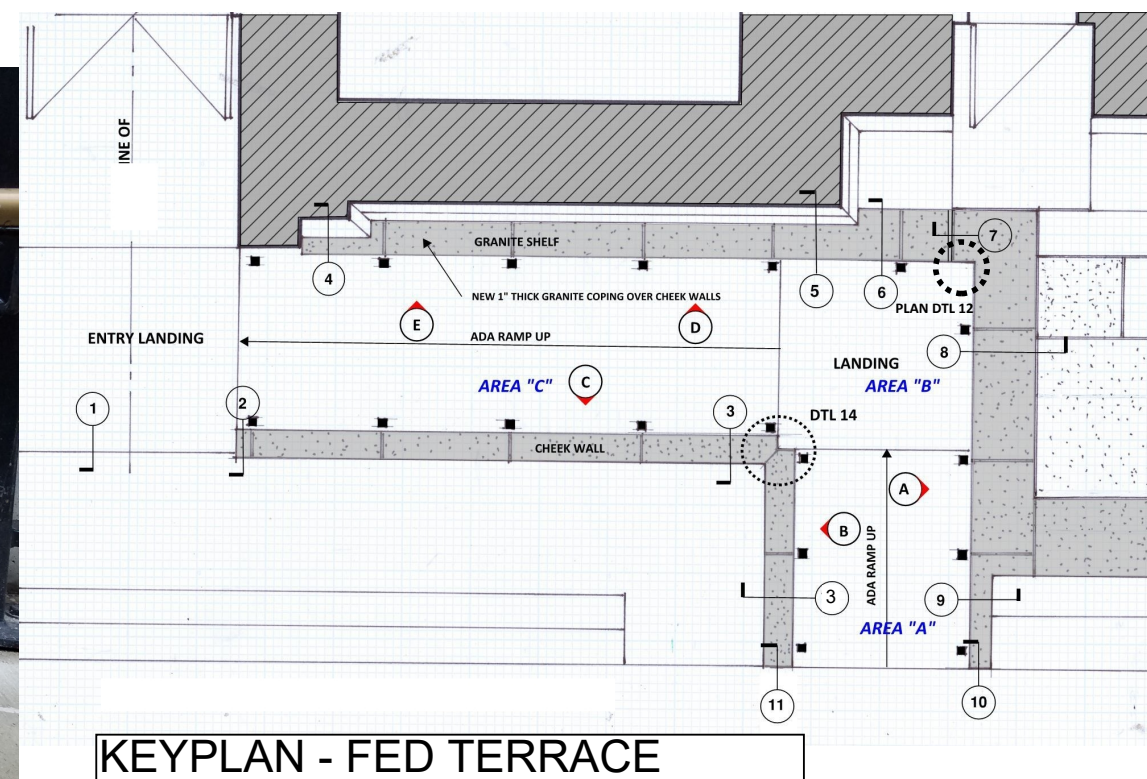 INE OF
GRANITE SHELF
4
5
6
7
NEW 1" THICK GRANITE COPING OVER CHEEK WALLS
PLAN DTL 12
E
D
ENTRY LANDING
ADA RAMP UP
8
LANDING
AREA "C"
C
AREA "B"
1
2
3
DTL 14
CHEEK WALL
A
B
ADA RAMP UP
3
9
AREA "A"
11
10
KEYPLAN - FED TERRACE